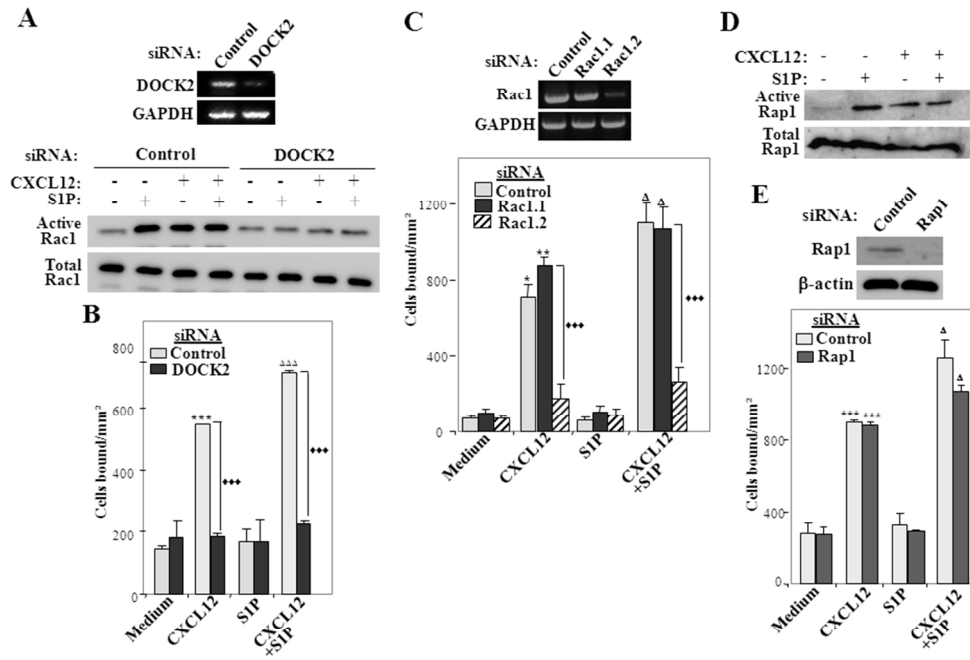 A
siRNA: Control DOCK2
DOCK2
GAPDH
siRNA: Control DOCK2
CXCL12: - - + + - - + +
S1P: - + - + - + - +
Active Rac1
Total Rac1
B
siRNA
Control
DOCK2
***
♦♦♦
ΔΔΔ
♦♦♦
800
600
400
200
0
Cells bound/mm²
Medium
CXCL12
S1P
CXCL12 +S1P
C
siRNA: Control Rac1.1 Rac1.2
Rac1
GAPDH
siRNA
Control
Rac1.1
Rac1.2
*
**
♦♦♦
Δ Δ
♦♦♦
1200
800
400
0
Cells bound/mm²
Medium
CXCL12
S1P
CXCL12 +S1P
D
CXCL12: - - + +
S1P: - + - +
Active Rap1
Total Rap1
E
siRNA: Control Rap1
Rap1
β-actin
siRNA
Control
Rap1
*** ***
Δ
Δ
1200
800
400
0
Cells bound/mm²
Medium
CXCL12
S1P
CXCL12 +S1P